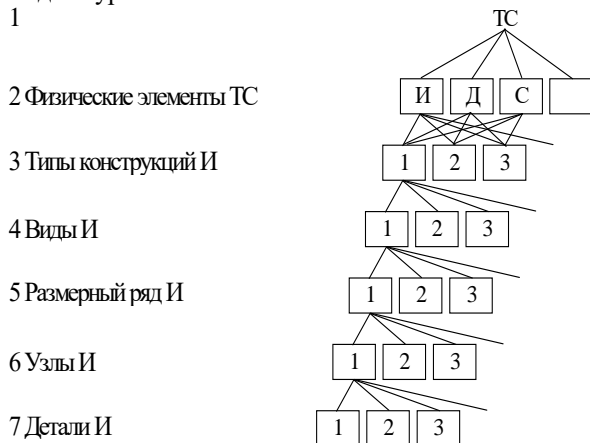 1 ТС
2 Физические элементы ТС И Д С
3 Типы конструкций И 1 2 3
4 Виды И 1 2 3
5 Размерный ряд И 1 2 3
6 Узлы И 1 2 3
7 Детали И 1 2 3